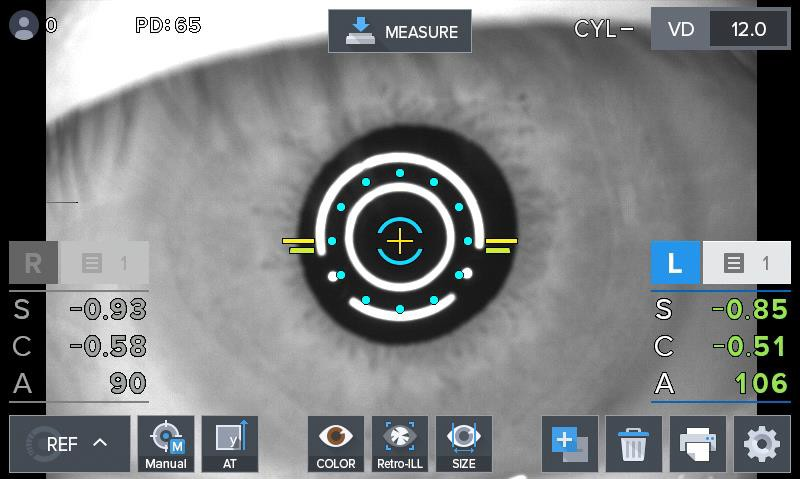 0
PD: 65
MEASURE
CYL−
VD 12.0
R 1
S -0.93
C -0.58
A 90
L 1
S -0.85
C -0.51
A 106
REF
M
Manual
y
AT
COLOR
Retro-ILL
SIZE